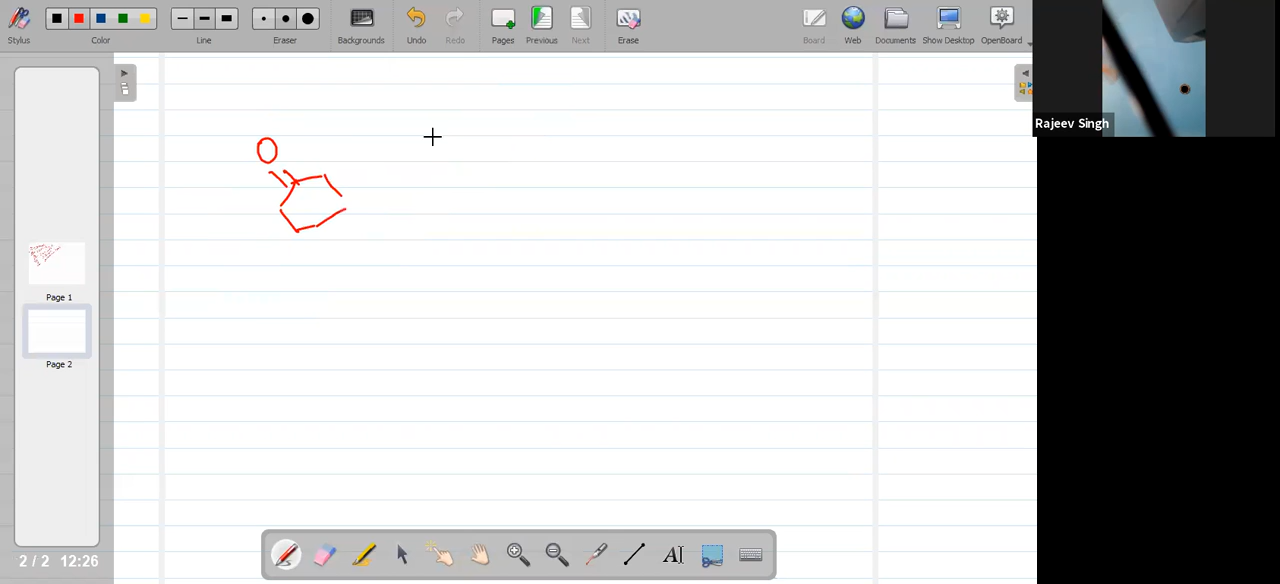 Stylus Color Line Eraser Backgrounds Undo Redo Pages Previous Next Erase Board Web Documents Show Desktop OpenBoard
Rajeev Singh
O
Page 1
Page 2
2 / 2 12:26
A